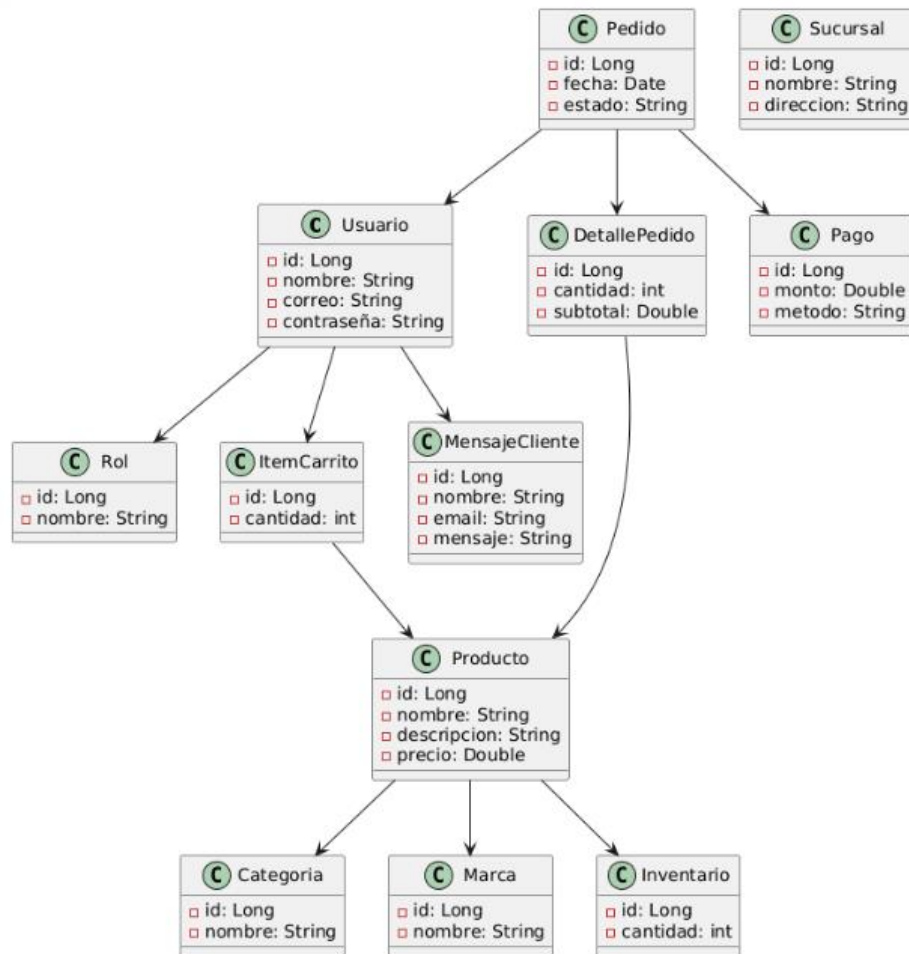 C Pedido
id: Long
fecha: Date
estado: String
C Sucursal
id: Long
nombre: String
direccion: String
C Usuario
id: Long
nombre: String
correo: String
contraseña: String
C DetallePedido
id: Long
cantidad: int
subtotal: Double
C Pago
id: Long
monto: Double
metodo: String
C Rol
id: Long
nombre: String
C ItemCarrito
id: Long
cantidad: int
C MensajeCliente
id: Long
nombre: String
email: String
mensaje: String
C Producto
id: Long
nombre: String
descripcion: String
precio: Double
C Categoria
id: Long
nombre: String
C Marca
id: Long
nombre: String
C Inventario
id: Long
cantidad: int